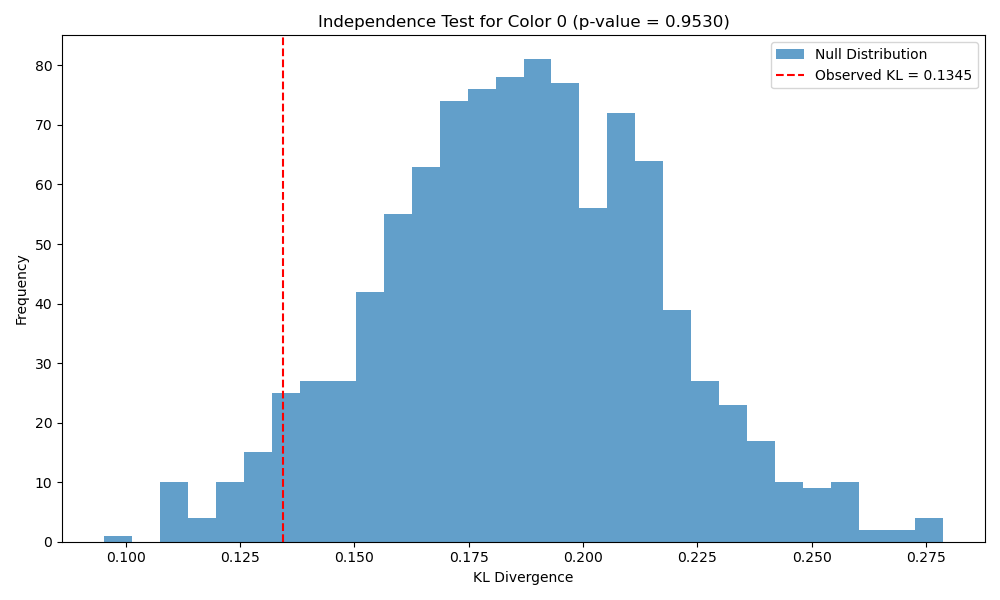 Independence Test for Color 0 (p-value = 0.9530)
Null Distribution
Observed KL = 0.1345
Frequency
80
70
60
50
40
30
20
10
0
0.100 0.125 0.150 0.175 0.200 0.225 0.250 0.275
KL Divergence